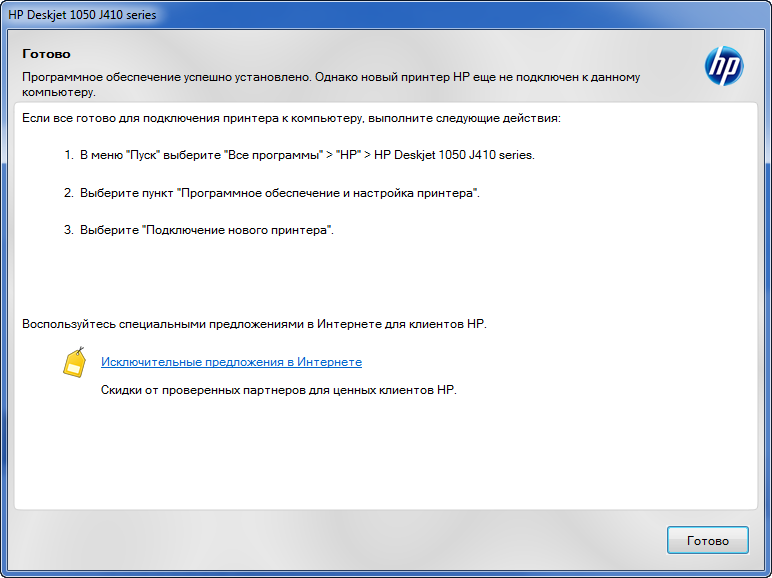 HP Deskjet 1050 J410 series
Готово
Программное обеспечение успешно установлено. Однако новый принтер HP еще не подключен к данному
компьютеру.
hp
Если все готово для подключения принтера к компьютеру, выполните следующие действия:
1. В меню "Пуск" выберите "Все программы" > "HP" > HP Deskjet 1050 J410 series.
2. Выберите пункт "Программное обеспечение и настройка принтера".
3. Выберите "Подключение нового принтера".
Воспользуйтесь специальными предложениями в Интернете для клиентов HP.
Исключительные предложения в Интернете
Скидки от проверенных партнеров для ценных клиентов HP.
Готово